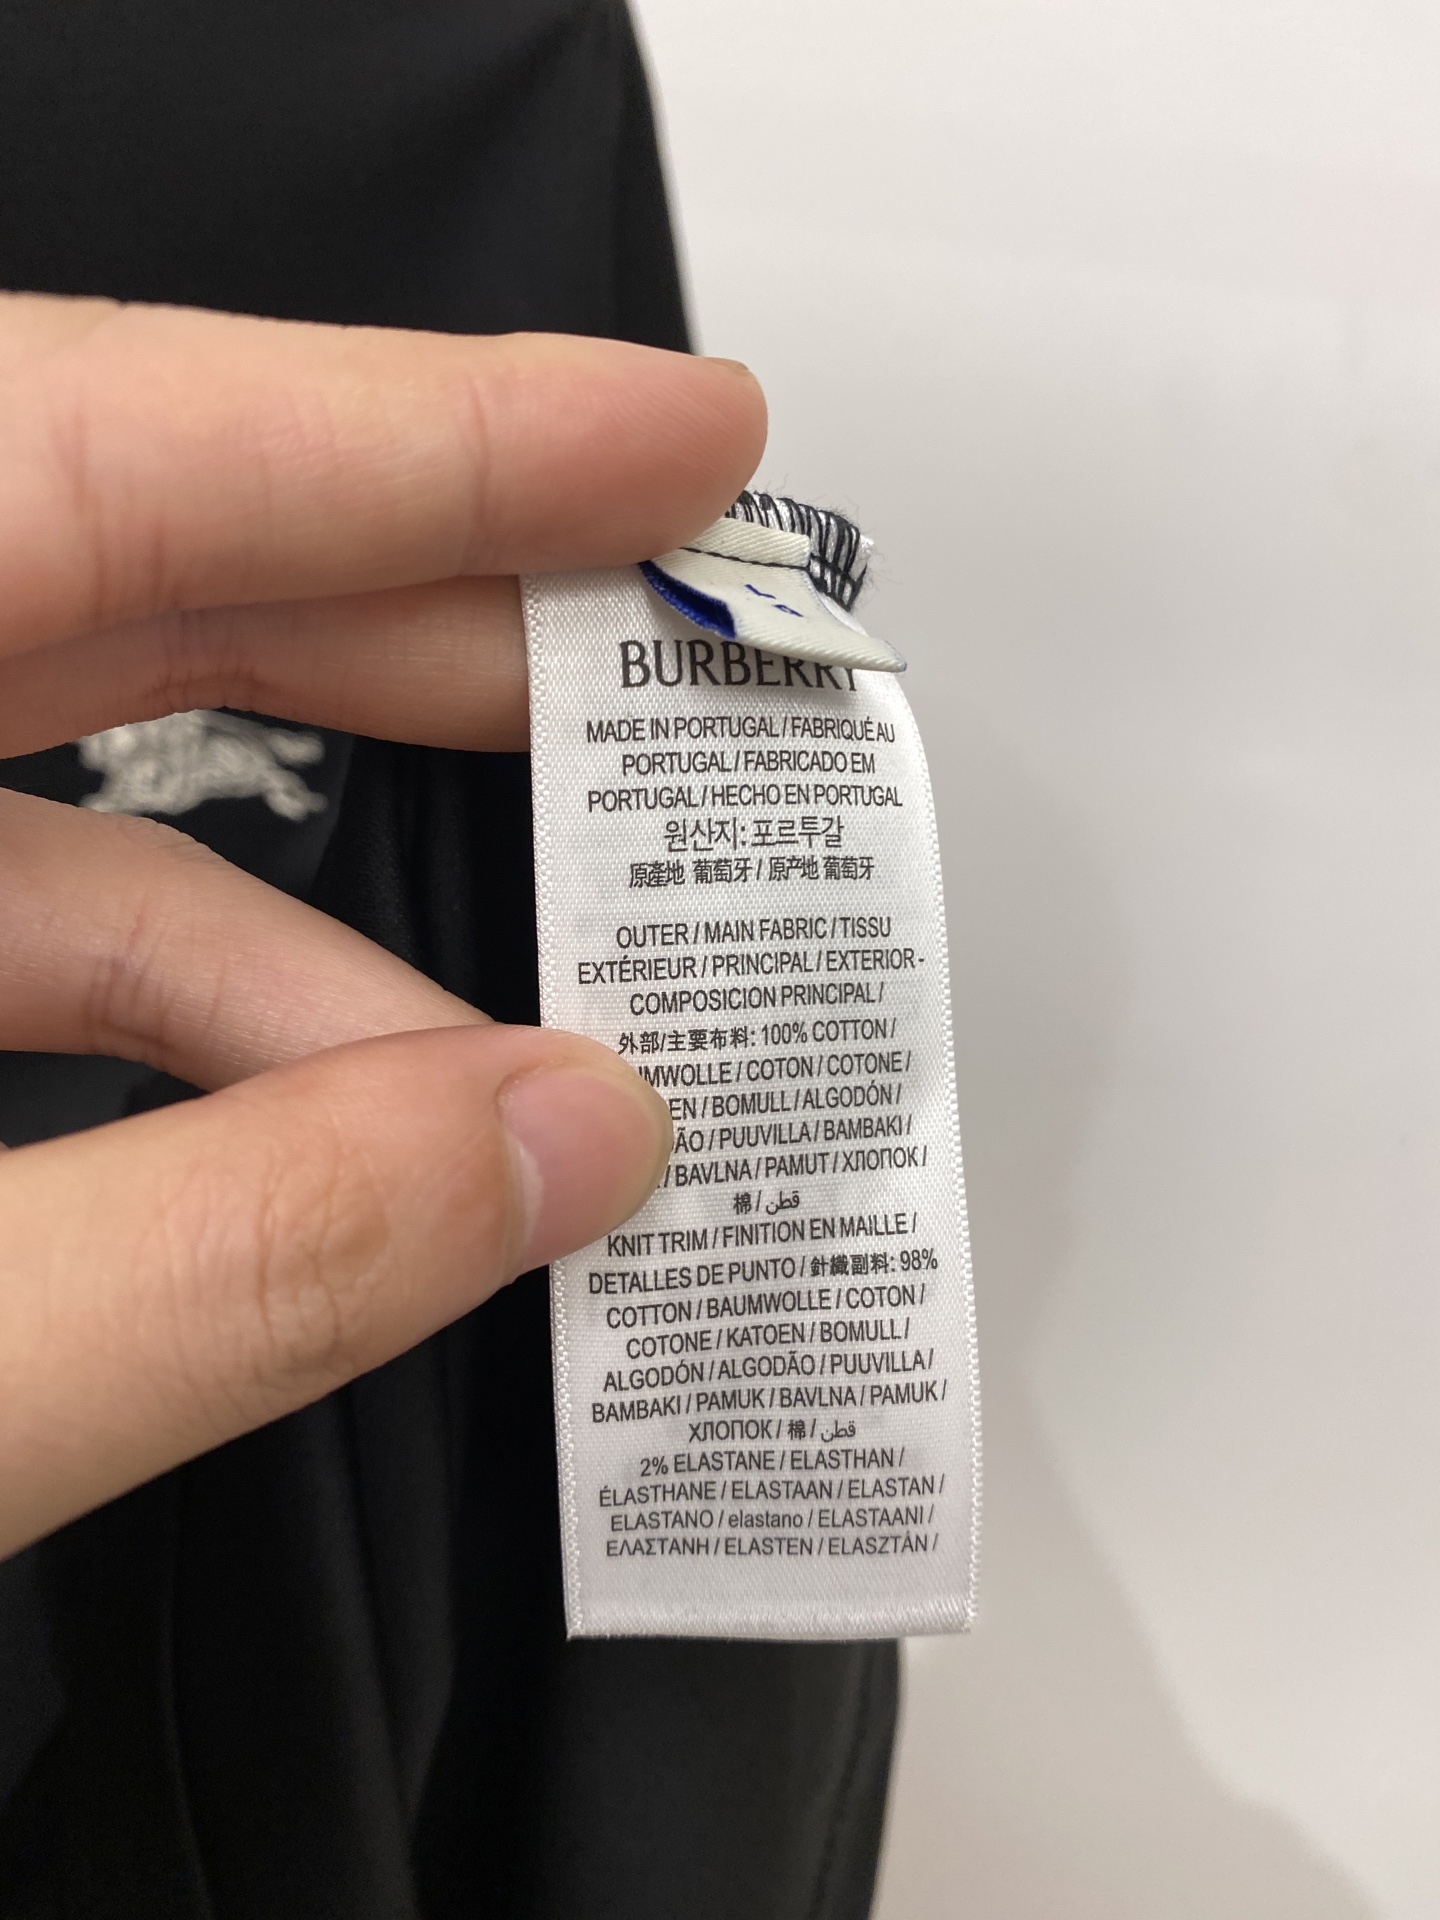 BURBERRY
MADE IN PORTUGAL / FABRIQUÉ AU
PORTUGAL / FABRICADO EM
PORTUGAL / HECHO EN PORTUGAL
원산지: 포르투갈
原產地 葡萄牙 / 原产地 葡萄牙
OUTER / MAIN FABRIC / TISSU
EXTÉRIEUR / PRINCIPAL / EXTERIOR -
COMPOSICION PRINCIPAL /
外部/主要布料: 100% COTTON /
/ COTON / COTONE /
/ BOMULL / ALGODÓN /
/ PUUVILLA / BAMBAKI /
/ BAVLNA / PAMUT / ХЛОПОК /
棉 / قطن
KNIT TRIM / FINITION EN MAILLE /
DETALLES DE PUNTO / 針織副料: 98%
COTTON / BAUMWOLLE / COTON /
COTONE / KATOEN / BOMULL /
ALGODÓN / ALGODÃO / PUUVILLA /
BAMBAKI / PAMUK / BAVLNA / PAMUK /
ХЛОПОК / 棉 / قطن
2% ELASTANE / ELASTHAN /
ÉLASTHANE / ELASTAAN / ELASTAN /
ELASTANO / elastano / ELASTAANI /
ΕΛΑΣΤΑΝΗ / ELASTEN / ELASZTÁN /